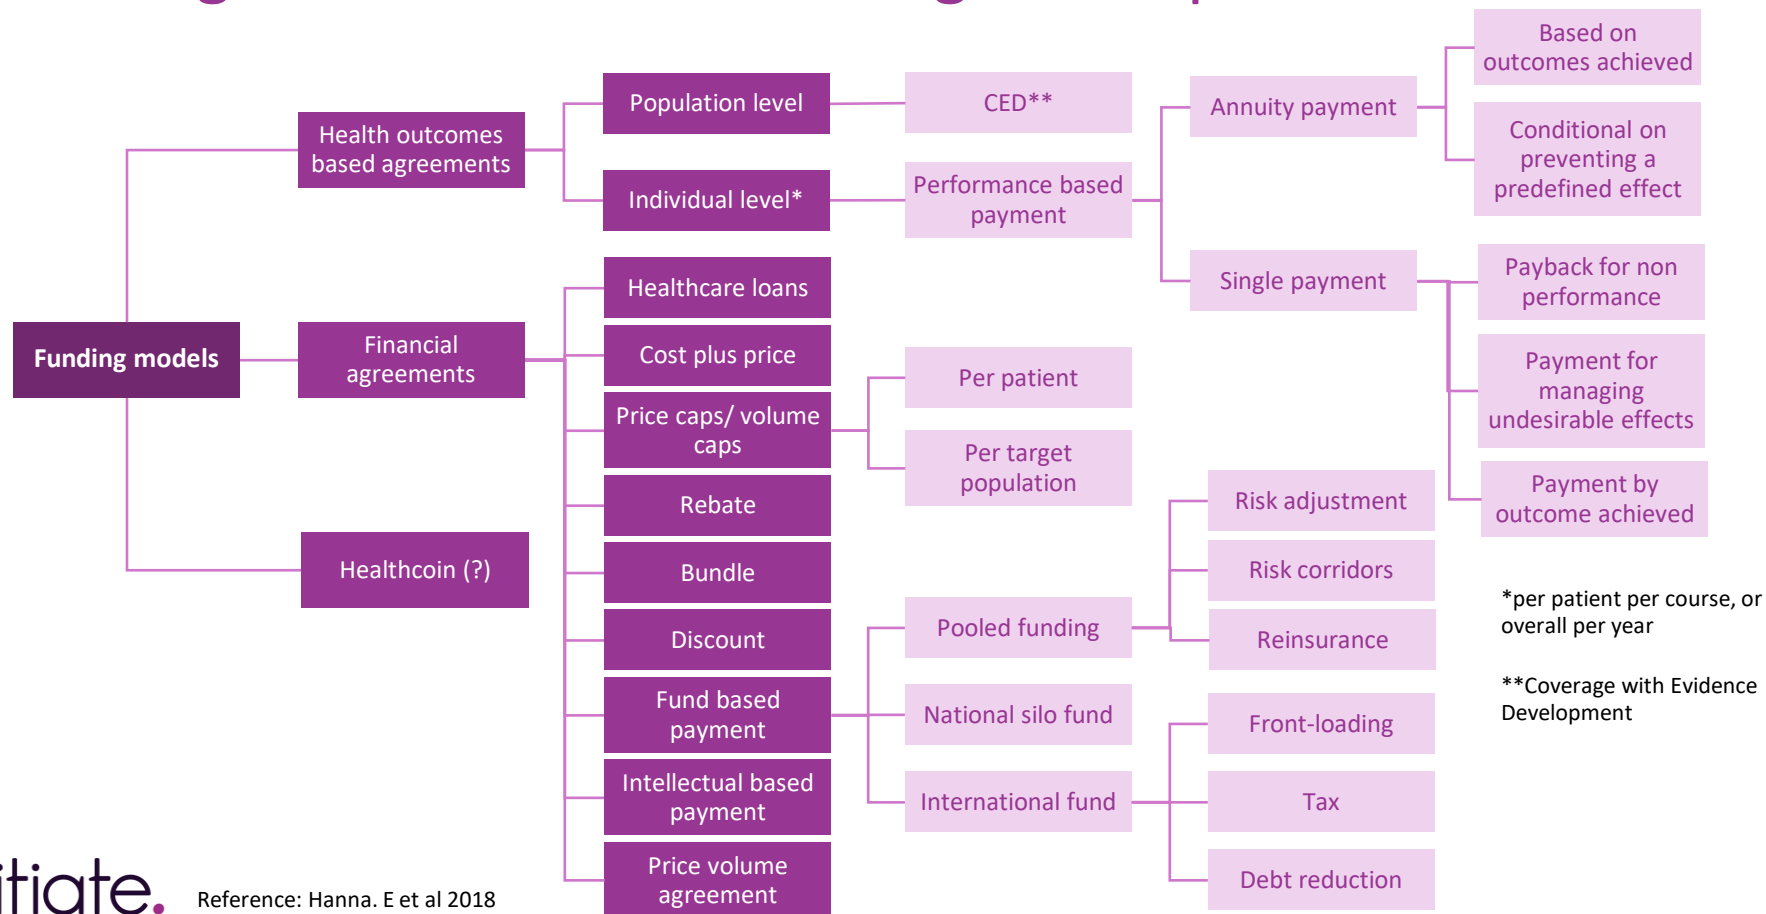 Funding models
Health outcomes
based agreements
Financial
agreements
Healthcoin (?)
Population level
Individual level*
Healthcare loans
Cost plus price
Price caps/ volume
caps
Rebate
Bundle
Discount
Fund based
payment
Intellectual based
payment
Price volume
agreement
CED**
Performance based
payment
Per patient
Per target
population
Pooled funding
National silo fund
International fund
Annuity payment
Single payment
Risk adjustment
Risk corridors
Reinsurance
Front-loading
Tax
Debt reduction
Based on
outcomes achieved
Conditional on
preventing a
predefined effect
Payback for non
performance
Payment for
managing
undesirable effects
Payment by
outcome achieved
*per patient per course, or
overall per year
**Coverage with Evidence
Development
itiate.
Reference: Hanna. E et al 2018